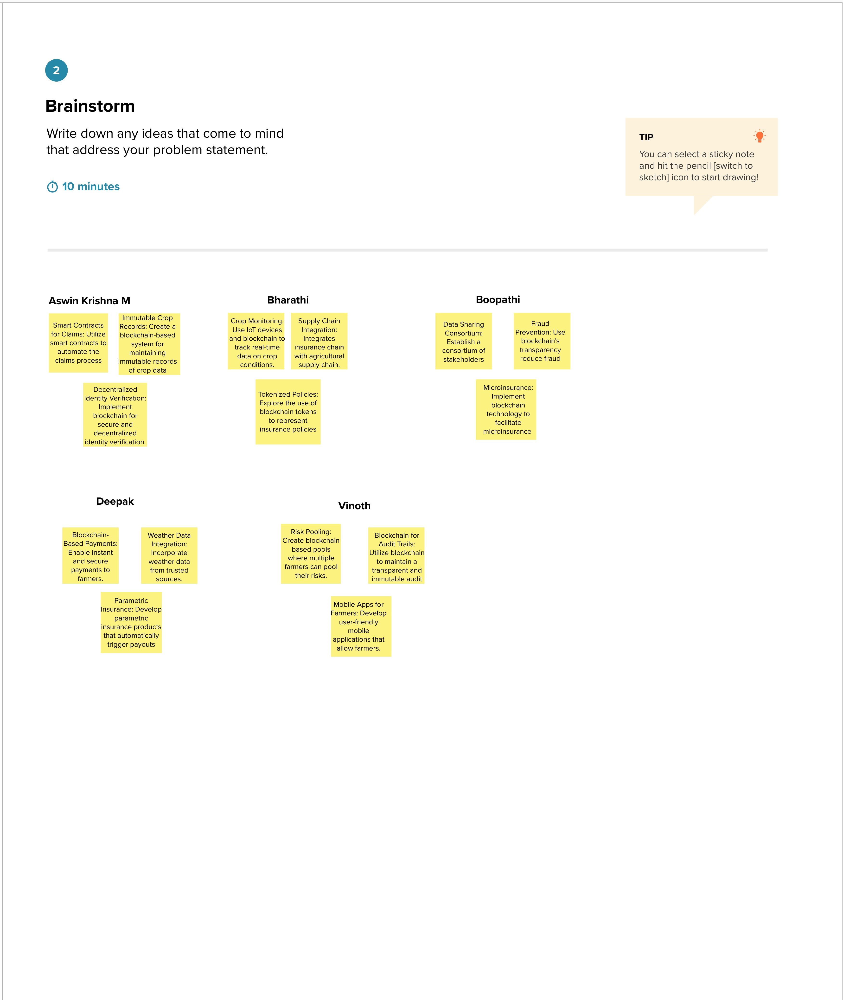 2
Brainstorm
Write down any ideas that come to mind
that address your problem statement.
10 minutes
TIP
You can select a sticky note
and hit the pencil [switch to
sketch] icon to start drawing!
Aswin Krishna M
Smart Contracts
for Claims: Utilize
smart contracts to
automate the
claims process
Immutable Crop
Records: Create a
blockchain-based
system for
maintaining
immutable records
of crop data
Decentralized
Identity Verification:
Implement
blockchain for
secure and
decentralized
identity verification.
Bharathi
Crop Monitoring:
Use IoT devices
and blockchain to
track real-time
data on crop
conditions.
Supply Chain
Integration:
Integrates
insurance chain
with agricultural
supply chain.
Tokenized Policies:
Explore the use of
blockchain tokens
to represent
insurance policies
Boopathi
Data Sharing
Consortium:
Establish a
consortium of
stakeholders
Fraud
Prevention: Use
blockchain's
transparency
reduce fraud
Microinsurance:
Implement
blockchain
technology to
facilitate
microinsurance
Deepak
Blockchain-
Based Payments:
Enable instant
and secure
payments to
farmers.
Weather Data
Integration:
Incorporate
weather data
from trusted
sources.
Parametric
Insurance: Develop
parametric
insurance products
that automatically
trigger payouts
Vinoth
Risk Pooling:
Create blockchain
based pools
where multiple
farmers can pool
their risks.
Blockchain for
Audit Trails:
Utilize blockchain
to maintain a
transparent and
immutable audit
Mobile Apps for
Farmers: Develop
user-friendly
mobile
applications that
allow farmers.